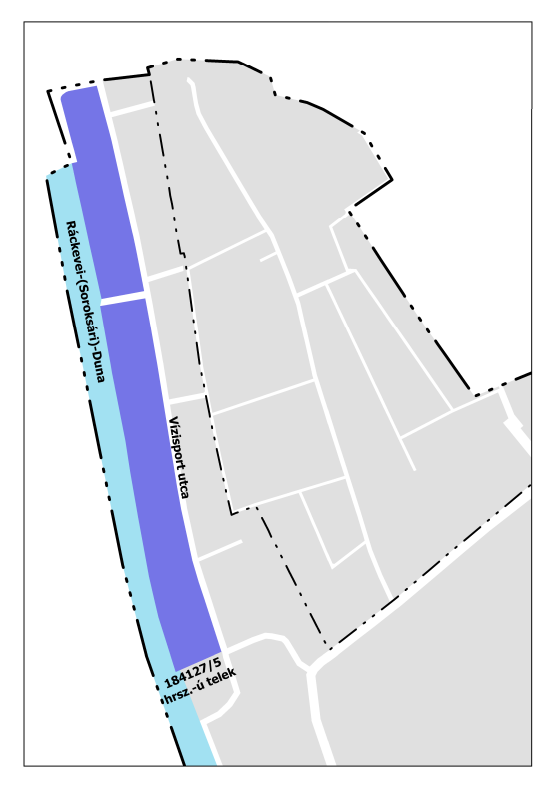 Ráckevei-(Soroksári)-Duna
Vízisport utca
184127/5
hrsz.-ú telek